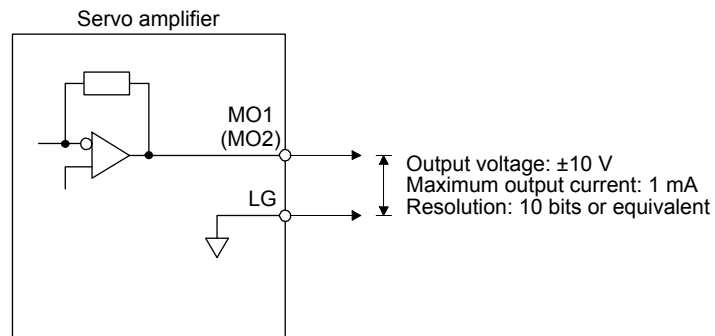 Servo amplifier
MO1
(MO2)
LG
Output voltage: ±10 V
Maximum output current: 1 mA
Resolution: 10 bits or equivalent